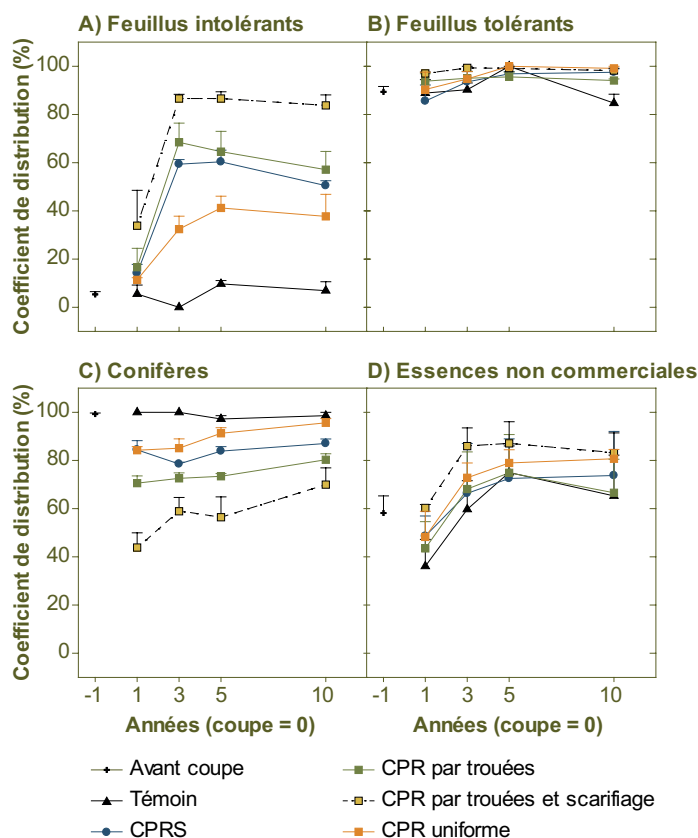 A) Feuillus intolérants
B) Feuillus tolérants
Coefficient de distribution (%)
100
80
60
40
20
0
C) Conifères
D) Essences non commerciales
Coefficient de distribution (%)
100
80
60
40
20
0
-1 1 3 5 10
-1 1 3 5 10
Années (coupe = 0)
Années (coupe = 0)
Avant coupe
CPR par trouées
Témoin
CPR par trouées et scarifiage
CPRS
CPR uniforme